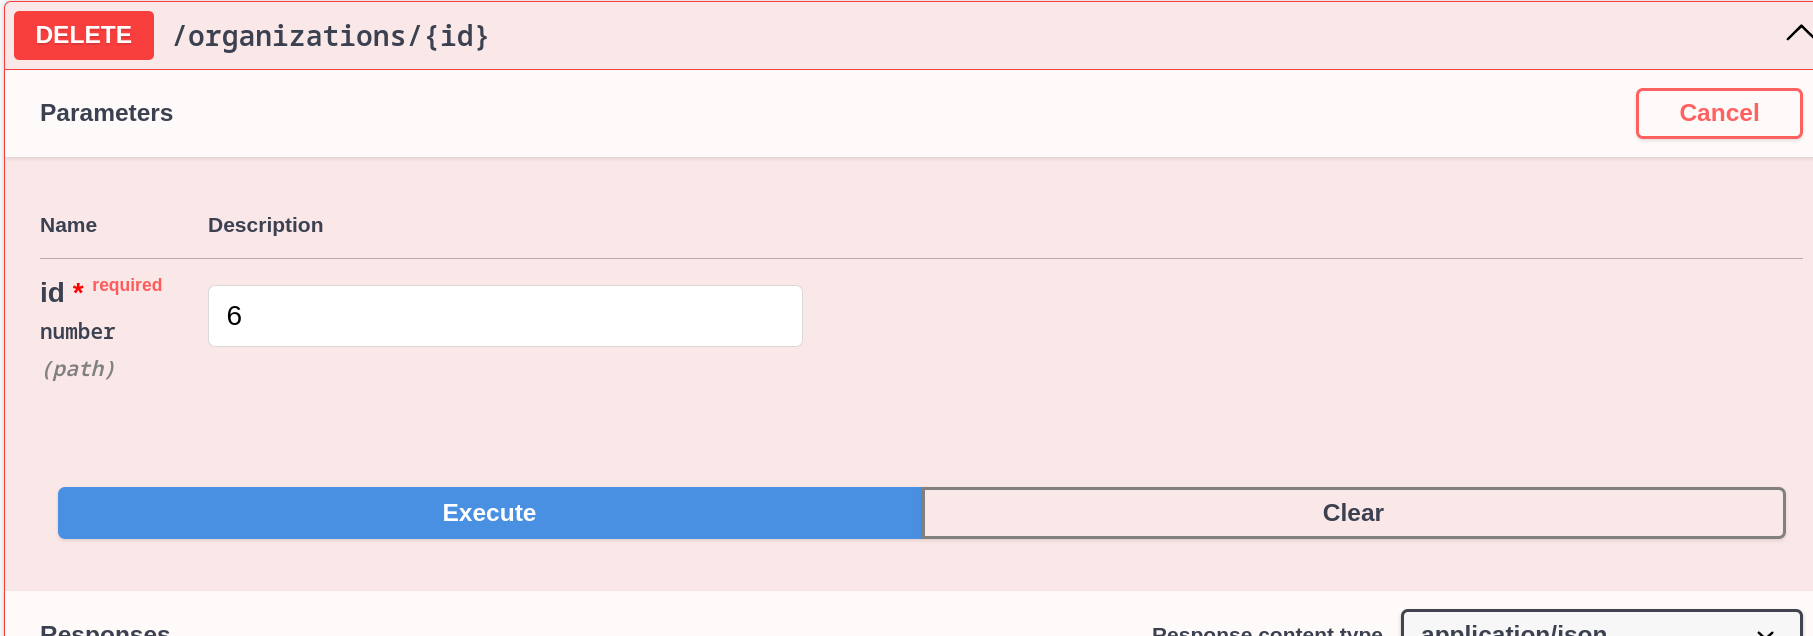 DELETE /organizations/{id}
Parameters
Cancel
Name Description
id * required
number
(path)
6
Execute Clear
Responses Response content type application/json